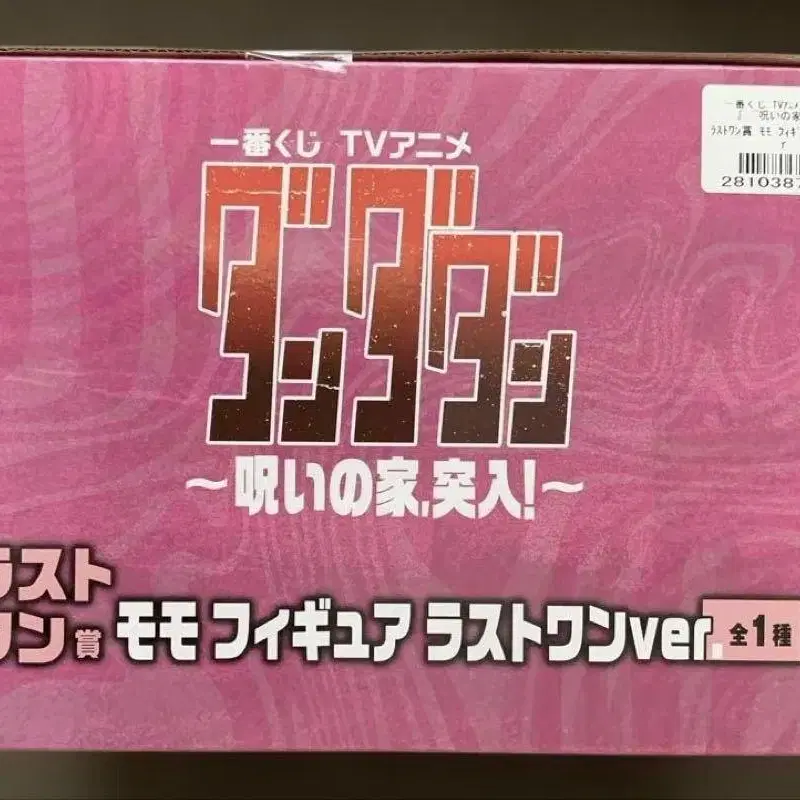 一番くじ TVアニメ
ダンダダン
〜呪いの家、突入!〜
ラスト
ワン賞
モモ フィギュア ラストワンver.
全1種
一番くじ TVアニメ
『 呪いの家
ラストワン賞 モモ フィギ
281038